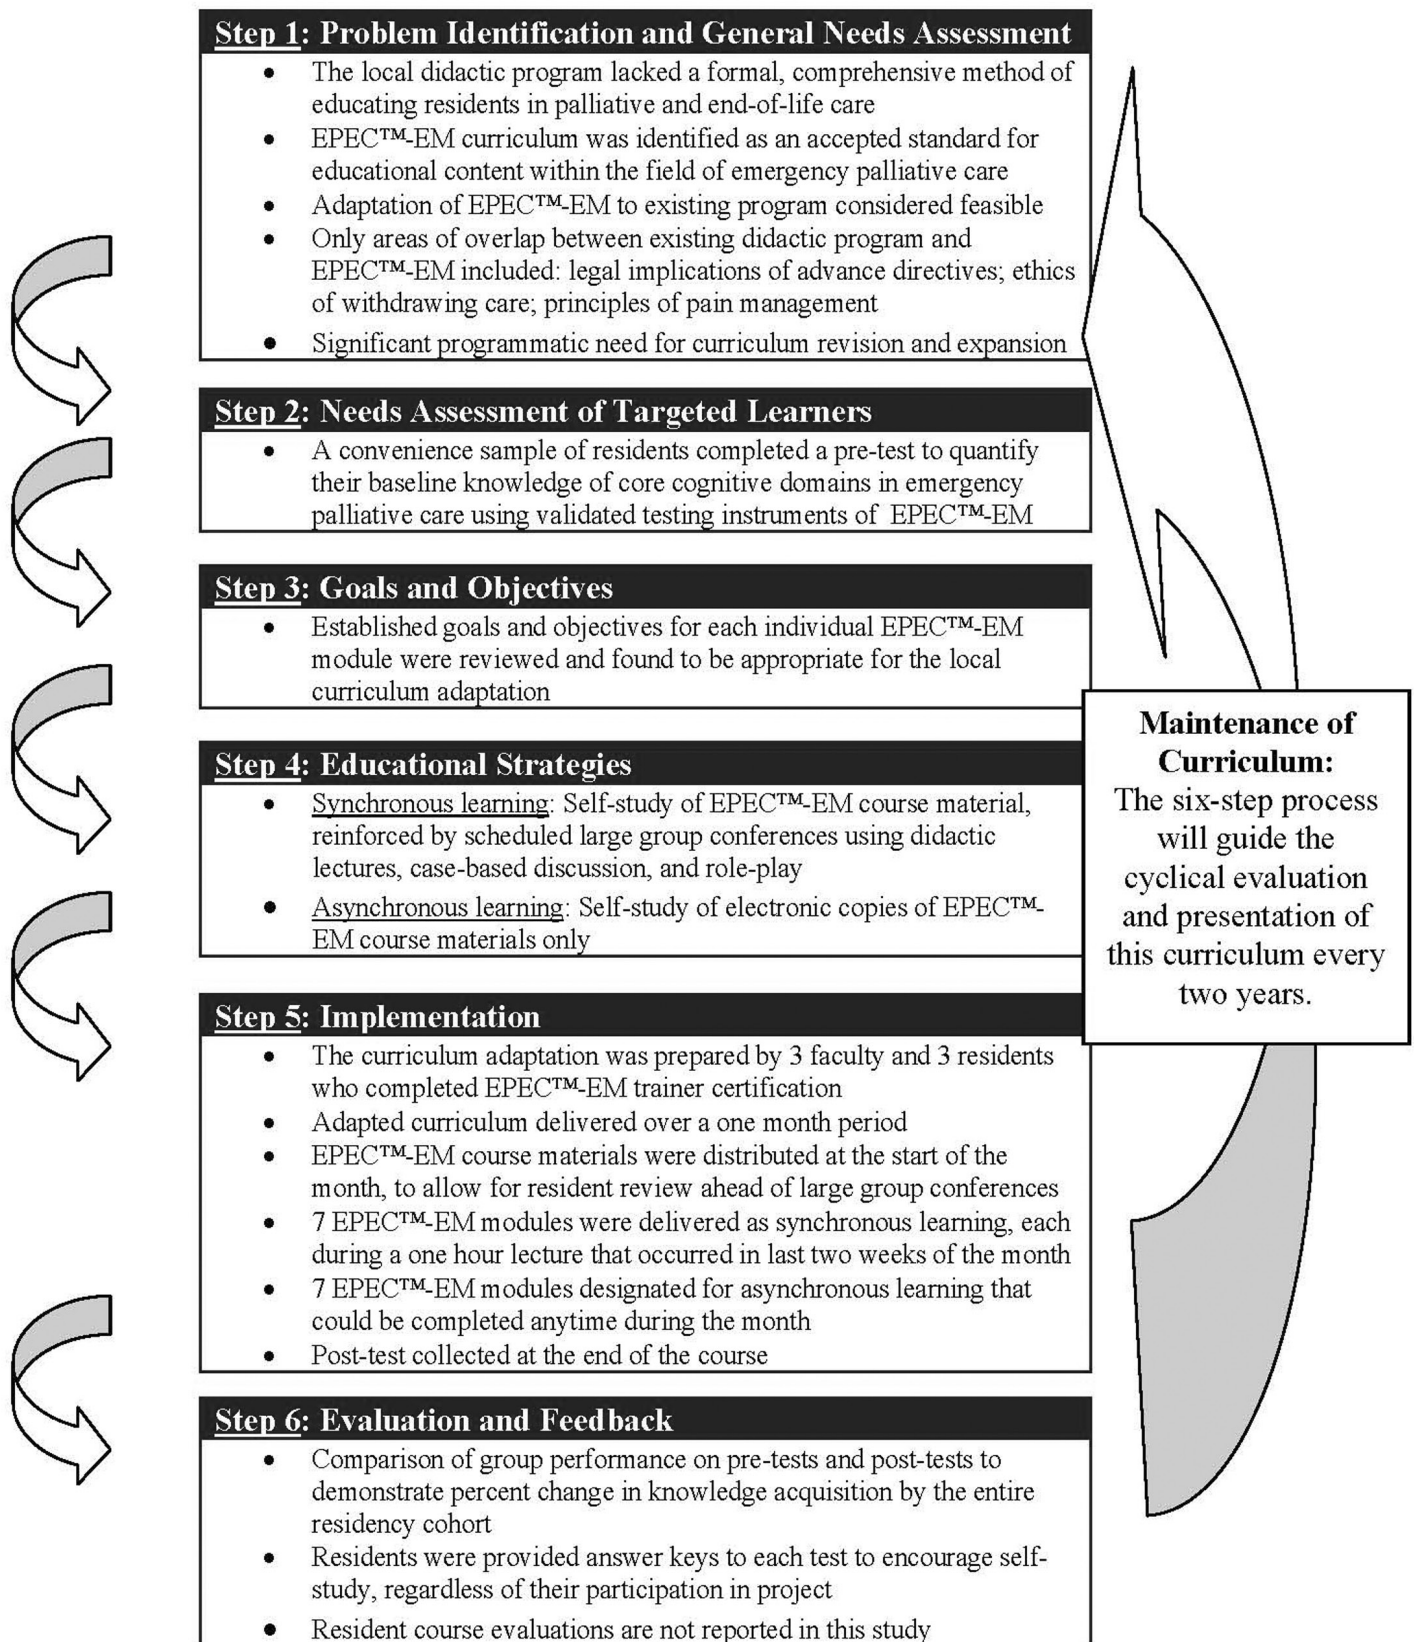 Step 1: Problem Identification and General Needs Assessment
• The local didactic program lacked a formal, comprehensive method of
educating residents in palliative and end-of-life care
• EPEC™-EM curriculum was identified as an accepted standard for
educational content within the field of emergency palliative care
• Adaptation of EPEC™-EM to existing program considered feasible
• Only areas of overlap between existing didactic program and
EPEC™-EM included: legal implications of advance directives; ethics
of withdrawing care; principles of pain management
• Significant programmatic need for curriculum revision and expansion
Step 2: Needs Assessment of Targeted Learners
• A convenience sample of residents completed a pre-test to quantify
their baseline knowledge of core cognitive domains in emergency
palliative care using validated testing instruments of EPEC™-EM
Step 3: Goals and Objectives
• Established goals and objectives for each individual EPEC™-EM
module were reviewed and found to be appropriate for the local
curriculum adaptation
Step 4: Educational Strategies
• Synchronous learning: Self-study of EPEC™-EM course material,
reinforced by scheduled large group conferences using didactic
lectures, case-based discussion, and role-play
• Asynchronous learning: Self-study of electronic copies of EPEC™-
EM course materials only
Step 5: Implementation
• The curriculum adaptation was prepared by 3 faculty and 3 residents
who completed EPEC™-EM trainer certification
• Adapted curriculum delivered over a one month period
• EPEC™-EM course materials were distributed at the start of the
month, to allow for resident review ahead of large group conferences
• 7 EPEC™-EM modules were delivered as synchronous learning, each
during a one hour lecture that occurred in last two weeks of the month
• 7 EPEC™-EM modules designated for asynchronous learning that
could be completed anytime during the month
• Post-test collected at the end of the course
Step 6: Evaluation and Feedback
• Comparison of group performance on pre-tests and post-tests to
demonstrate percent change in knowledge acquisition by the entire
residency cohort
• Residents were provided answer keys to each test to encourage self-
study, regardless of their participation in project
• Resident course evaluations are not reported in this study
Maintenance of
Curriculum:
The six-step process
will guide the
cyclical evaluation
and presentation of
this curriculum every
two years.